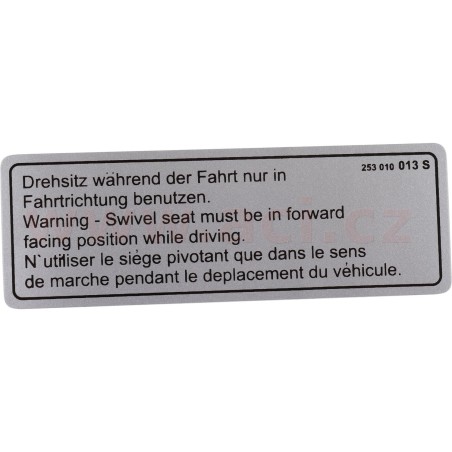 253 010 013 S
Drehsitz während der Fahrt nur in
Fahrtrichtung benutzen.
Warning - Swivel seat must be in forward
facing position while driving.
N`utiliser le siège pivotant que dans le sens
de marche pendant le deplacement du véhicule.